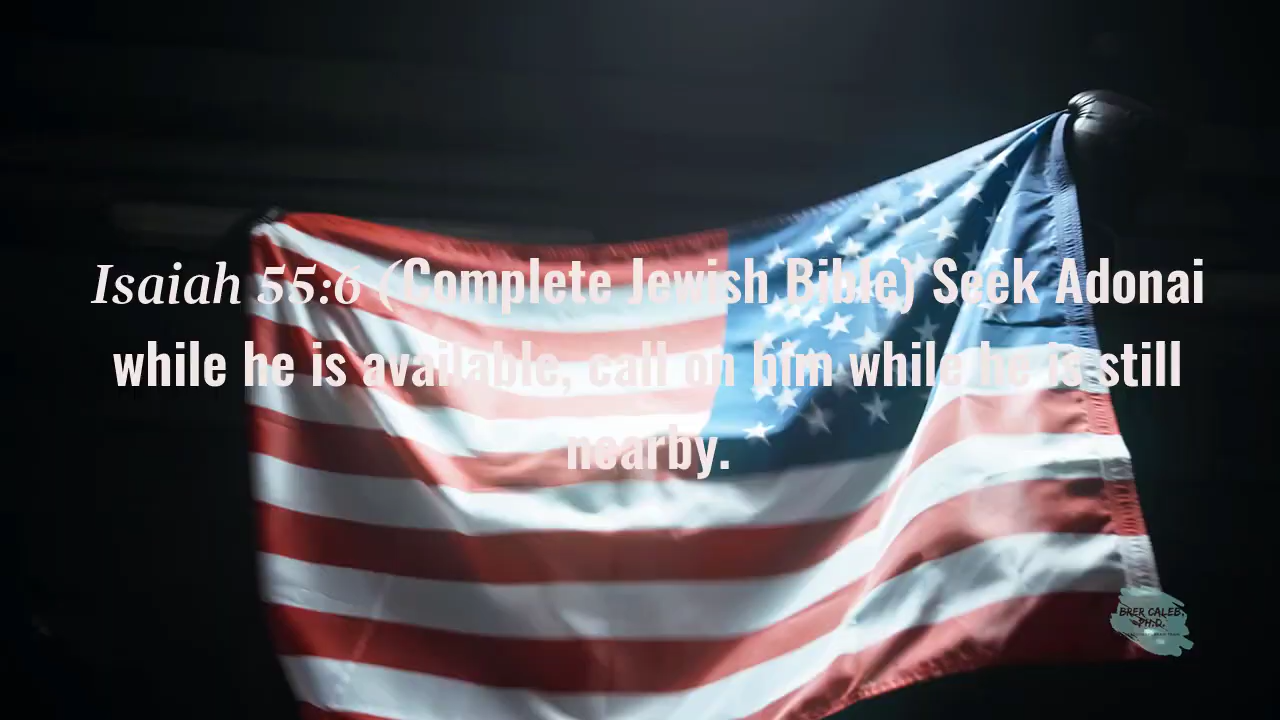 Isaiah 55:6 (Complete Jewish Bible) Seek Adonai
while he is available, call on him while he is still
nearby.
BRER CALEB,
PH.D.